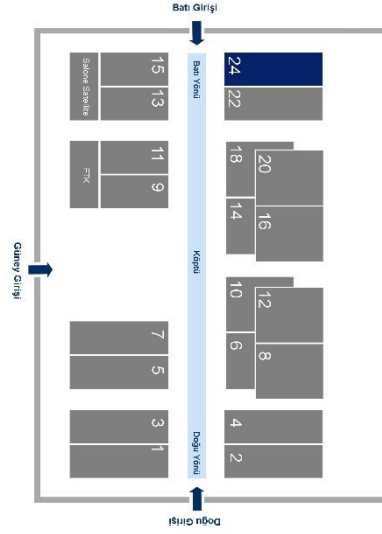 Batı Girişi
15
Salone Satellite
13
Batı Yönü
24
22
11
FTK
9
18
20
14
16
Köprü
Güney Girişi
10
12
6
8
7
5
3
1
Doğu Yönü
4
2
Doğu Girişi